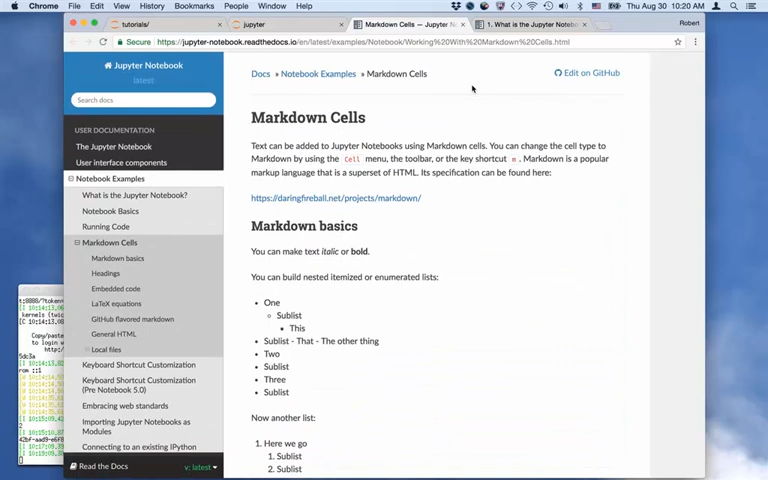 Chrome File Edit View History Bookmarks People Window Help Thu Aug 30 10:20 AM
tutorials/ jupyter Markdown Cells — Jupyter 1. What is the Jupyter Notebo Robert
Secure https://jupyter-notebook.readthedocs.io/en/latest/examples/Notebook/Working%20With%20Markdown%20Cells.html
Jupyter Notebook
latest
Search docs
USER DOCUMENTATION
The Jupyter Notebook
User interface components
Notebook Examples
What is the Jupyter Notebook?
Notebook Basics
Running Code
Markdown Cells
Markdown basics
Headings
Embedded code
LaTeX equations
GitHub flavored markdown
General HTML
Local files
Keyboard Shortcut Customization
Keyboard Shortcut Customization
(Pre Notebook 5.0)
Embracing web standards
Importing Jupyter Notebooks as
Modules
Connecting to an existing IPython
Read the Docs v: latest
Docs » Notebook Examples » Markdown Cells
Edit on GitHub
Markdown Cells
Text can be added to Jupyter Notebooks using Markdown cells. You can change the cell type to
Markdown by using the Cell menu, the toolbar, or the key shortcut m . Markdown is a popular
markup language that is a superset of HTML. Its specification can be found here:
https://daringfireball.net/projects/markdown/
Markdown basics
You can make text italic or bold.
You can build nested itemized or enumerated lists:
• One
Sublist
This
• Sublist - That - The other thing
• Two
• Sublist
• Three
• Sublist
Now another list:
1. Here we go
1. Sublist
2. Sublist